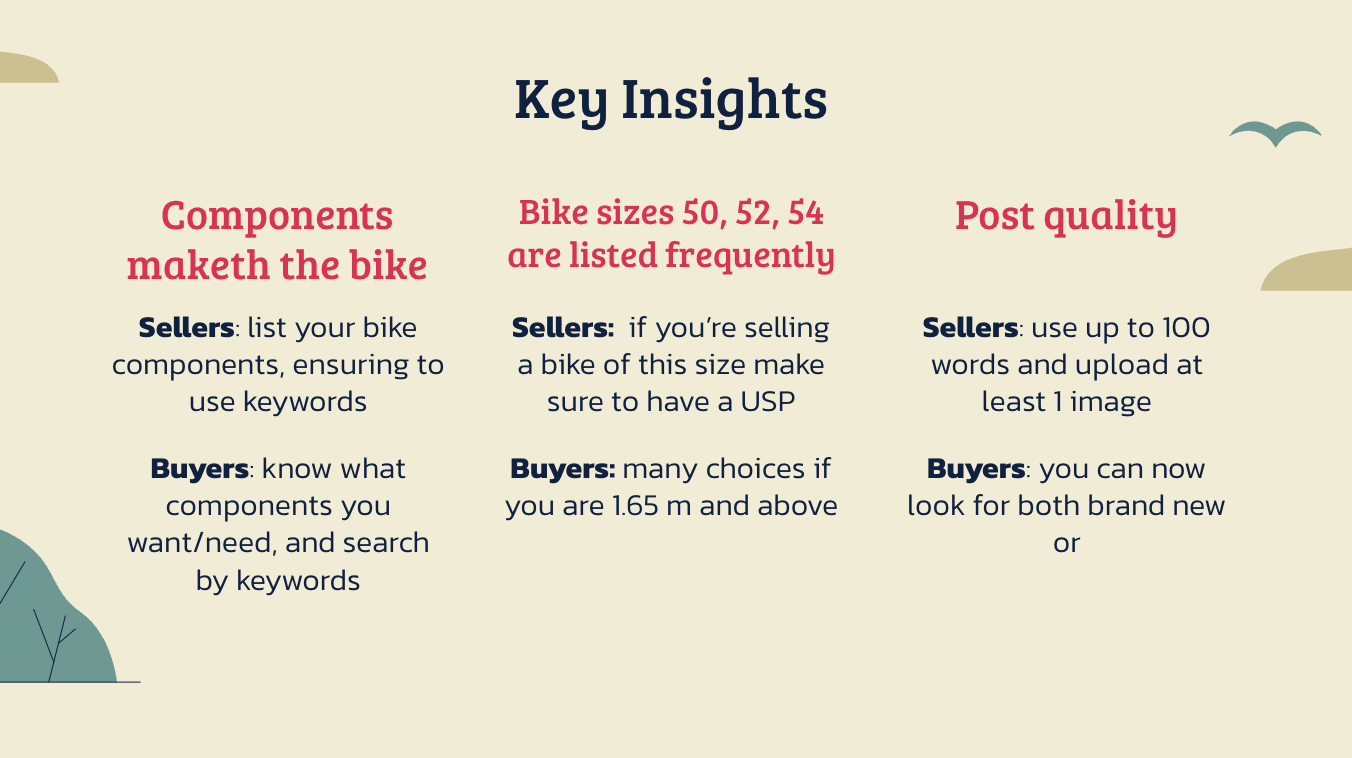 Key Insights
Components
maketh the bike
Sellers: list your bike
components, ensuring to
use keywords
Buyers: know what
components you
want/need, and search
by keywords
Bike sizes 50, 52, 54
are listed frequently
Sellers:  if you’re selling
a bike of this size make
sure to have a USP
Buyers: many choices if
you are 1.65 m and above
Post quality
Sellers: use up to 100
words and upload at
least 1 image
Buyers: you can now
look for both brand new
or